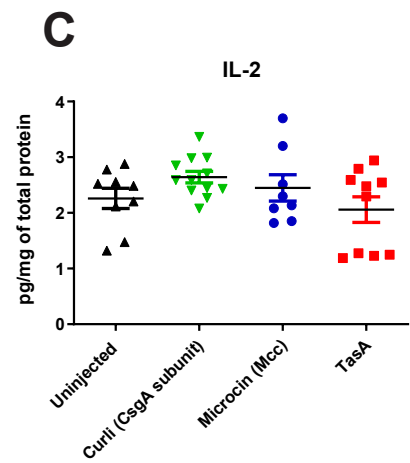 C
IL-2
pg/mg of total protein
4
3
2
1
0
Uninjected
Curli (CsgA subunit)
Microcin (Mcc)
TasA